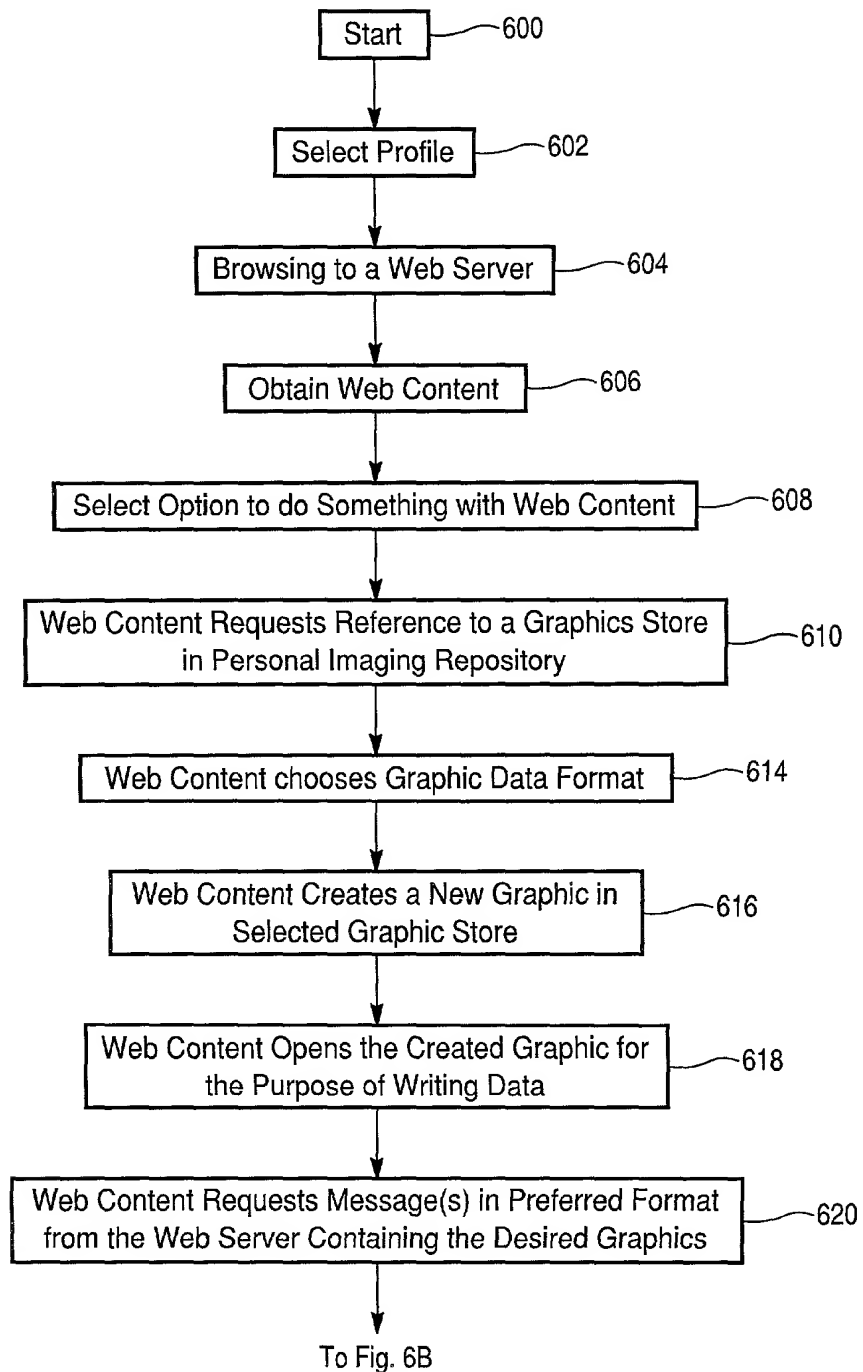 Start
600
Select Profile
602
Browsing to a Web Server
604
Obtain Web Content
606
Select Option to do Something with Web Content
608
Web Content Requests Reference to a Graphics Store
in Personal Imaging Repository
610
Web Content chooses Graphic Data Format
614
Web Content Creates a New Graphic in
Selected Graphic Store
616
Web Content Opens the Created Graphic for
the Purpose of Writing Data
618
Web Content Requests Message(s) in Preferred Format
from the Web Server Containing the Desired Graphics
620
To Fig. 6B